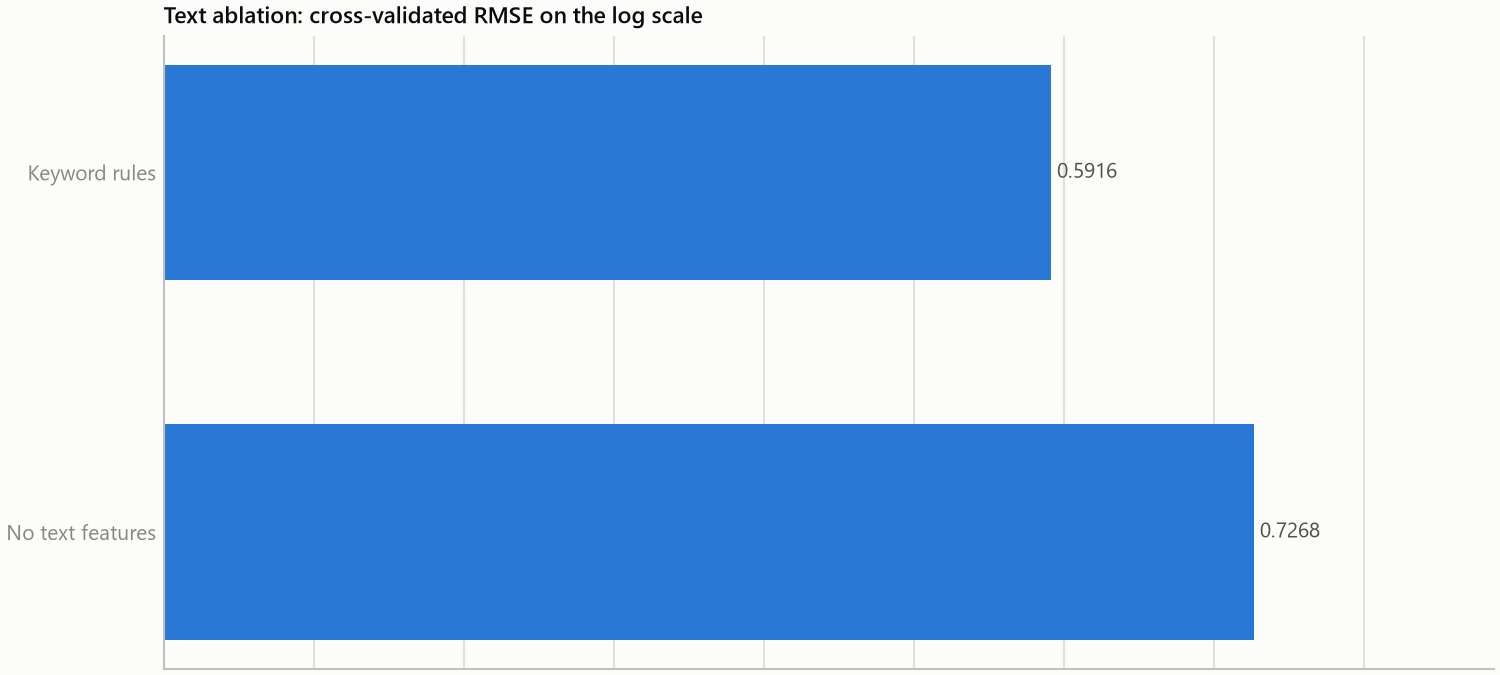 Text ablation: cross-validated RMSE on the log scale
Keyword rules
0.5916
No text features
0.7268